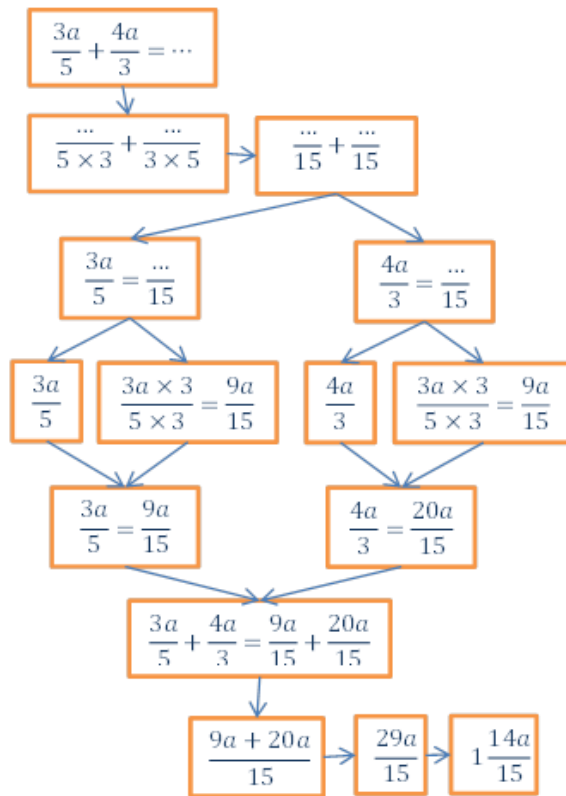 3a/5 + 4a/3 = ⋯
.../(5 × 3) + .../(3 × 5)
.../15 + .../15
3a/5 = .../15
4a/3 = .../15
3a/5
(3a × 3)/(5 × 3) = 9a/15
4a/3
(3a × 3)/(5 × 3) = 9a/15
3a/5 = 9a/15
4a/3 = 20a/15
3a/5 + 4a/3 = 9a/15 + 20a/15
(9a + 20a)/15
29a/15
1 14a/15